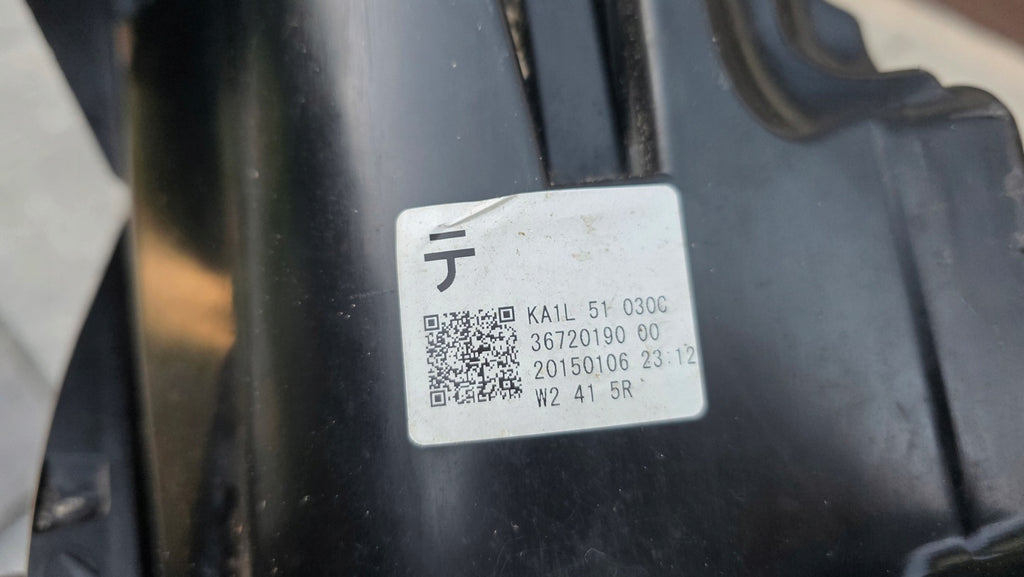 テ
KA1L 51 030C
36720190 00
20150106 23:12
W2 41 5R